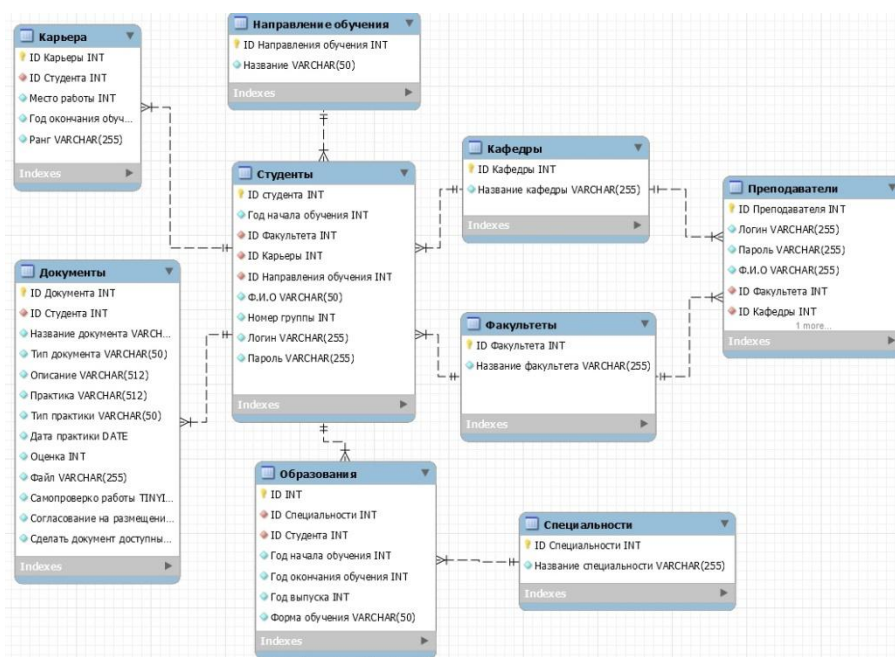 Карьера
ID Карьеры INT
ID Студента INT
Место работы INT
Год окончания обуч...
Ранг VARCHAR(255)
Indexes
Направление обучения
ID Направления обучения INT
Название VARCHAR(50)
Indexes
Студенты
ID студента INT
Год начала обучения INT
ID Факультета INT
ID Карьеры INT
ID Направления обучения INT
Ф.И.О VARCHAR(50)
Номер группы INT
Логин VARCHAR(255)
Пароль VARCHAR(255)
Indexes
Кафедры
ID Кафедры INT
Название кафедры VARCHAR(255)
Indexes
Преподаватели
ID Преподавателя INT
Логин VARCHAR(255)
Пароль VARCHAR(255)
Ф.И.О VARCHAR(255)
ID Факультета INT
ID Кафедры INT
1 more...
Indexes
Документы
ID Документа INT
ID Студента INT
Название документа VARCH...
Тип документа VARCHAR(50)
Описание VARCHAR(512)
Практика VARCHAR(512)
Тип практики VARCHAR(50)
Дата практики DATE
Оценка INT
Файл VARCHAR(255)
Самопроверко работы TINYI...
Согласование на размещени...
Сделать документ доступны...
Indexes
Факультеты
ID Факультета INT
Название факультета VARCHAR(255)
Indexes
Образования
ID INT
ID Специальности INT
ID Студента INT
Год начала обучения INT
Год окончания обучения INT
Год выпуска INT
Форма обучения VARCHAR(50)
Indexes
Специальности
ID Специальности INT
Название специальности VARCHAR(255)
Indexes